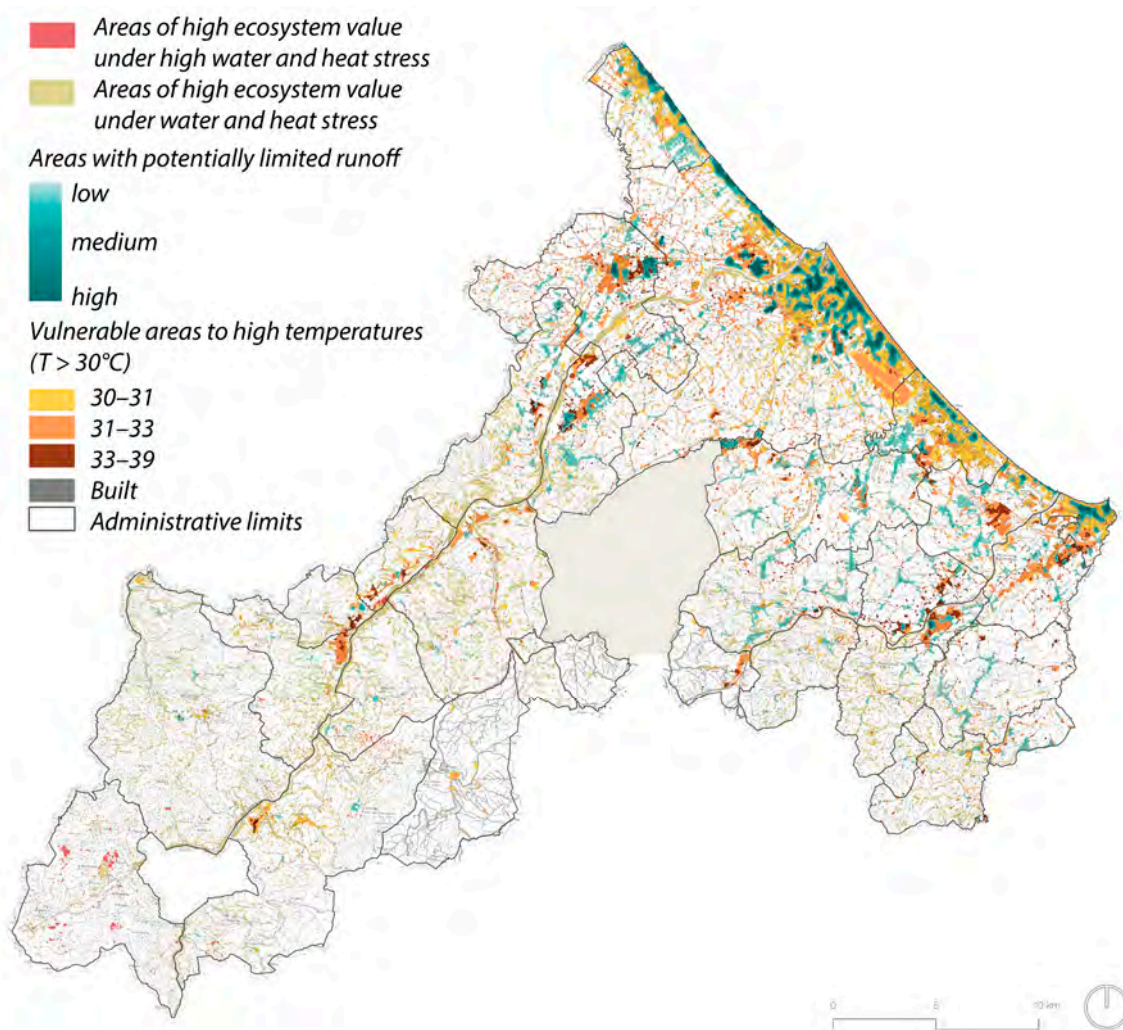 Areas of high ecosystem value
under high water and heat stress
Areas of high ecosystem value
under water and heat stress
Areas with potentially limited runoff
low
medium
high
Vulnerable areas to high temperatures
(T > 30°C)
30–31
31–33
33–39
Built
Administrative limits
0
10 km